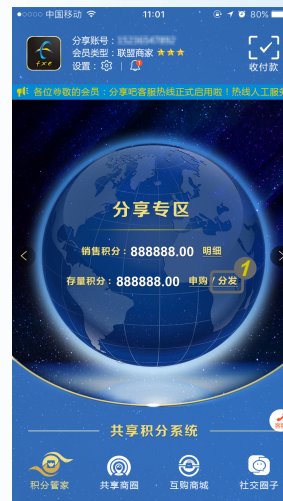 中国移动 11:01 80%
分享账号：
会员类型：联盟商家
设置：
收付款
fxe
各位尊敬的会员：分享吧客服热线正式启用啦！热线人工服
分享专区
销售积分：888888.00 明细
存量积分：888888.00 申购/分发
1
共享积分系统
积分管家 共享商圈 互购商城 社交圈子